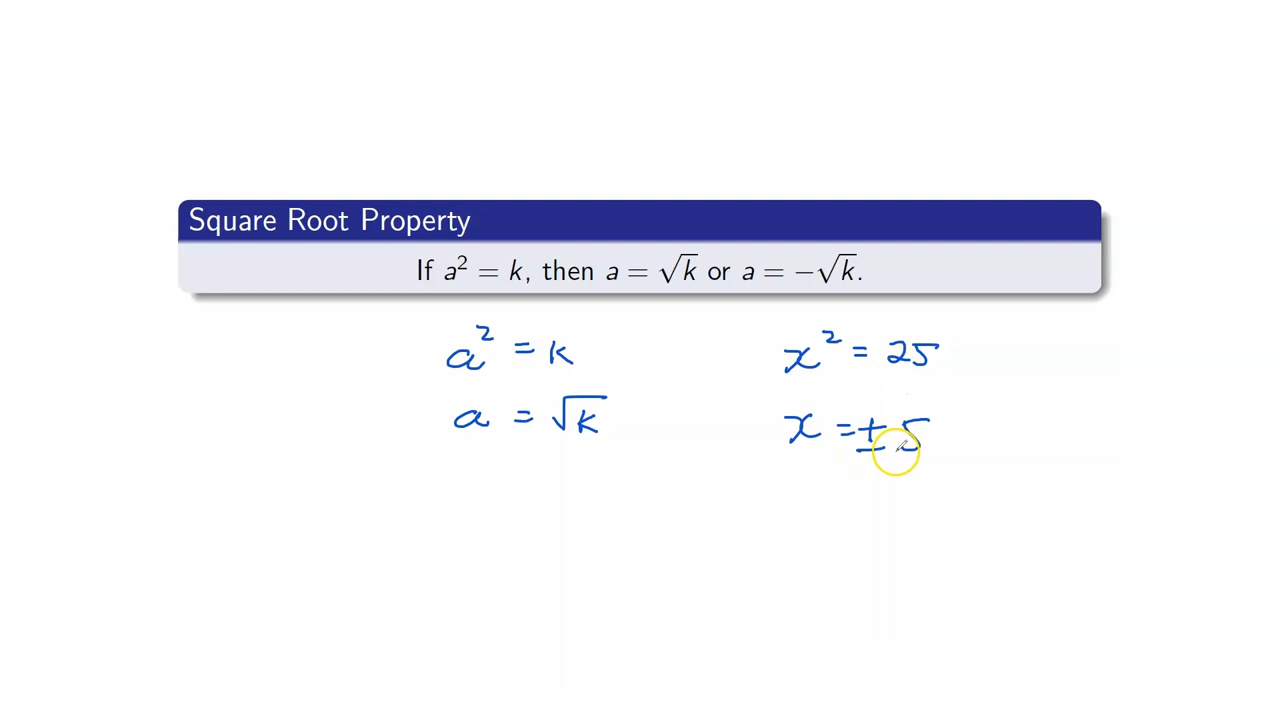 Square Root Property
If a² = k, then a = √k or a = −√k.
a² = k
x² = 25
a = √k
x = ± 5